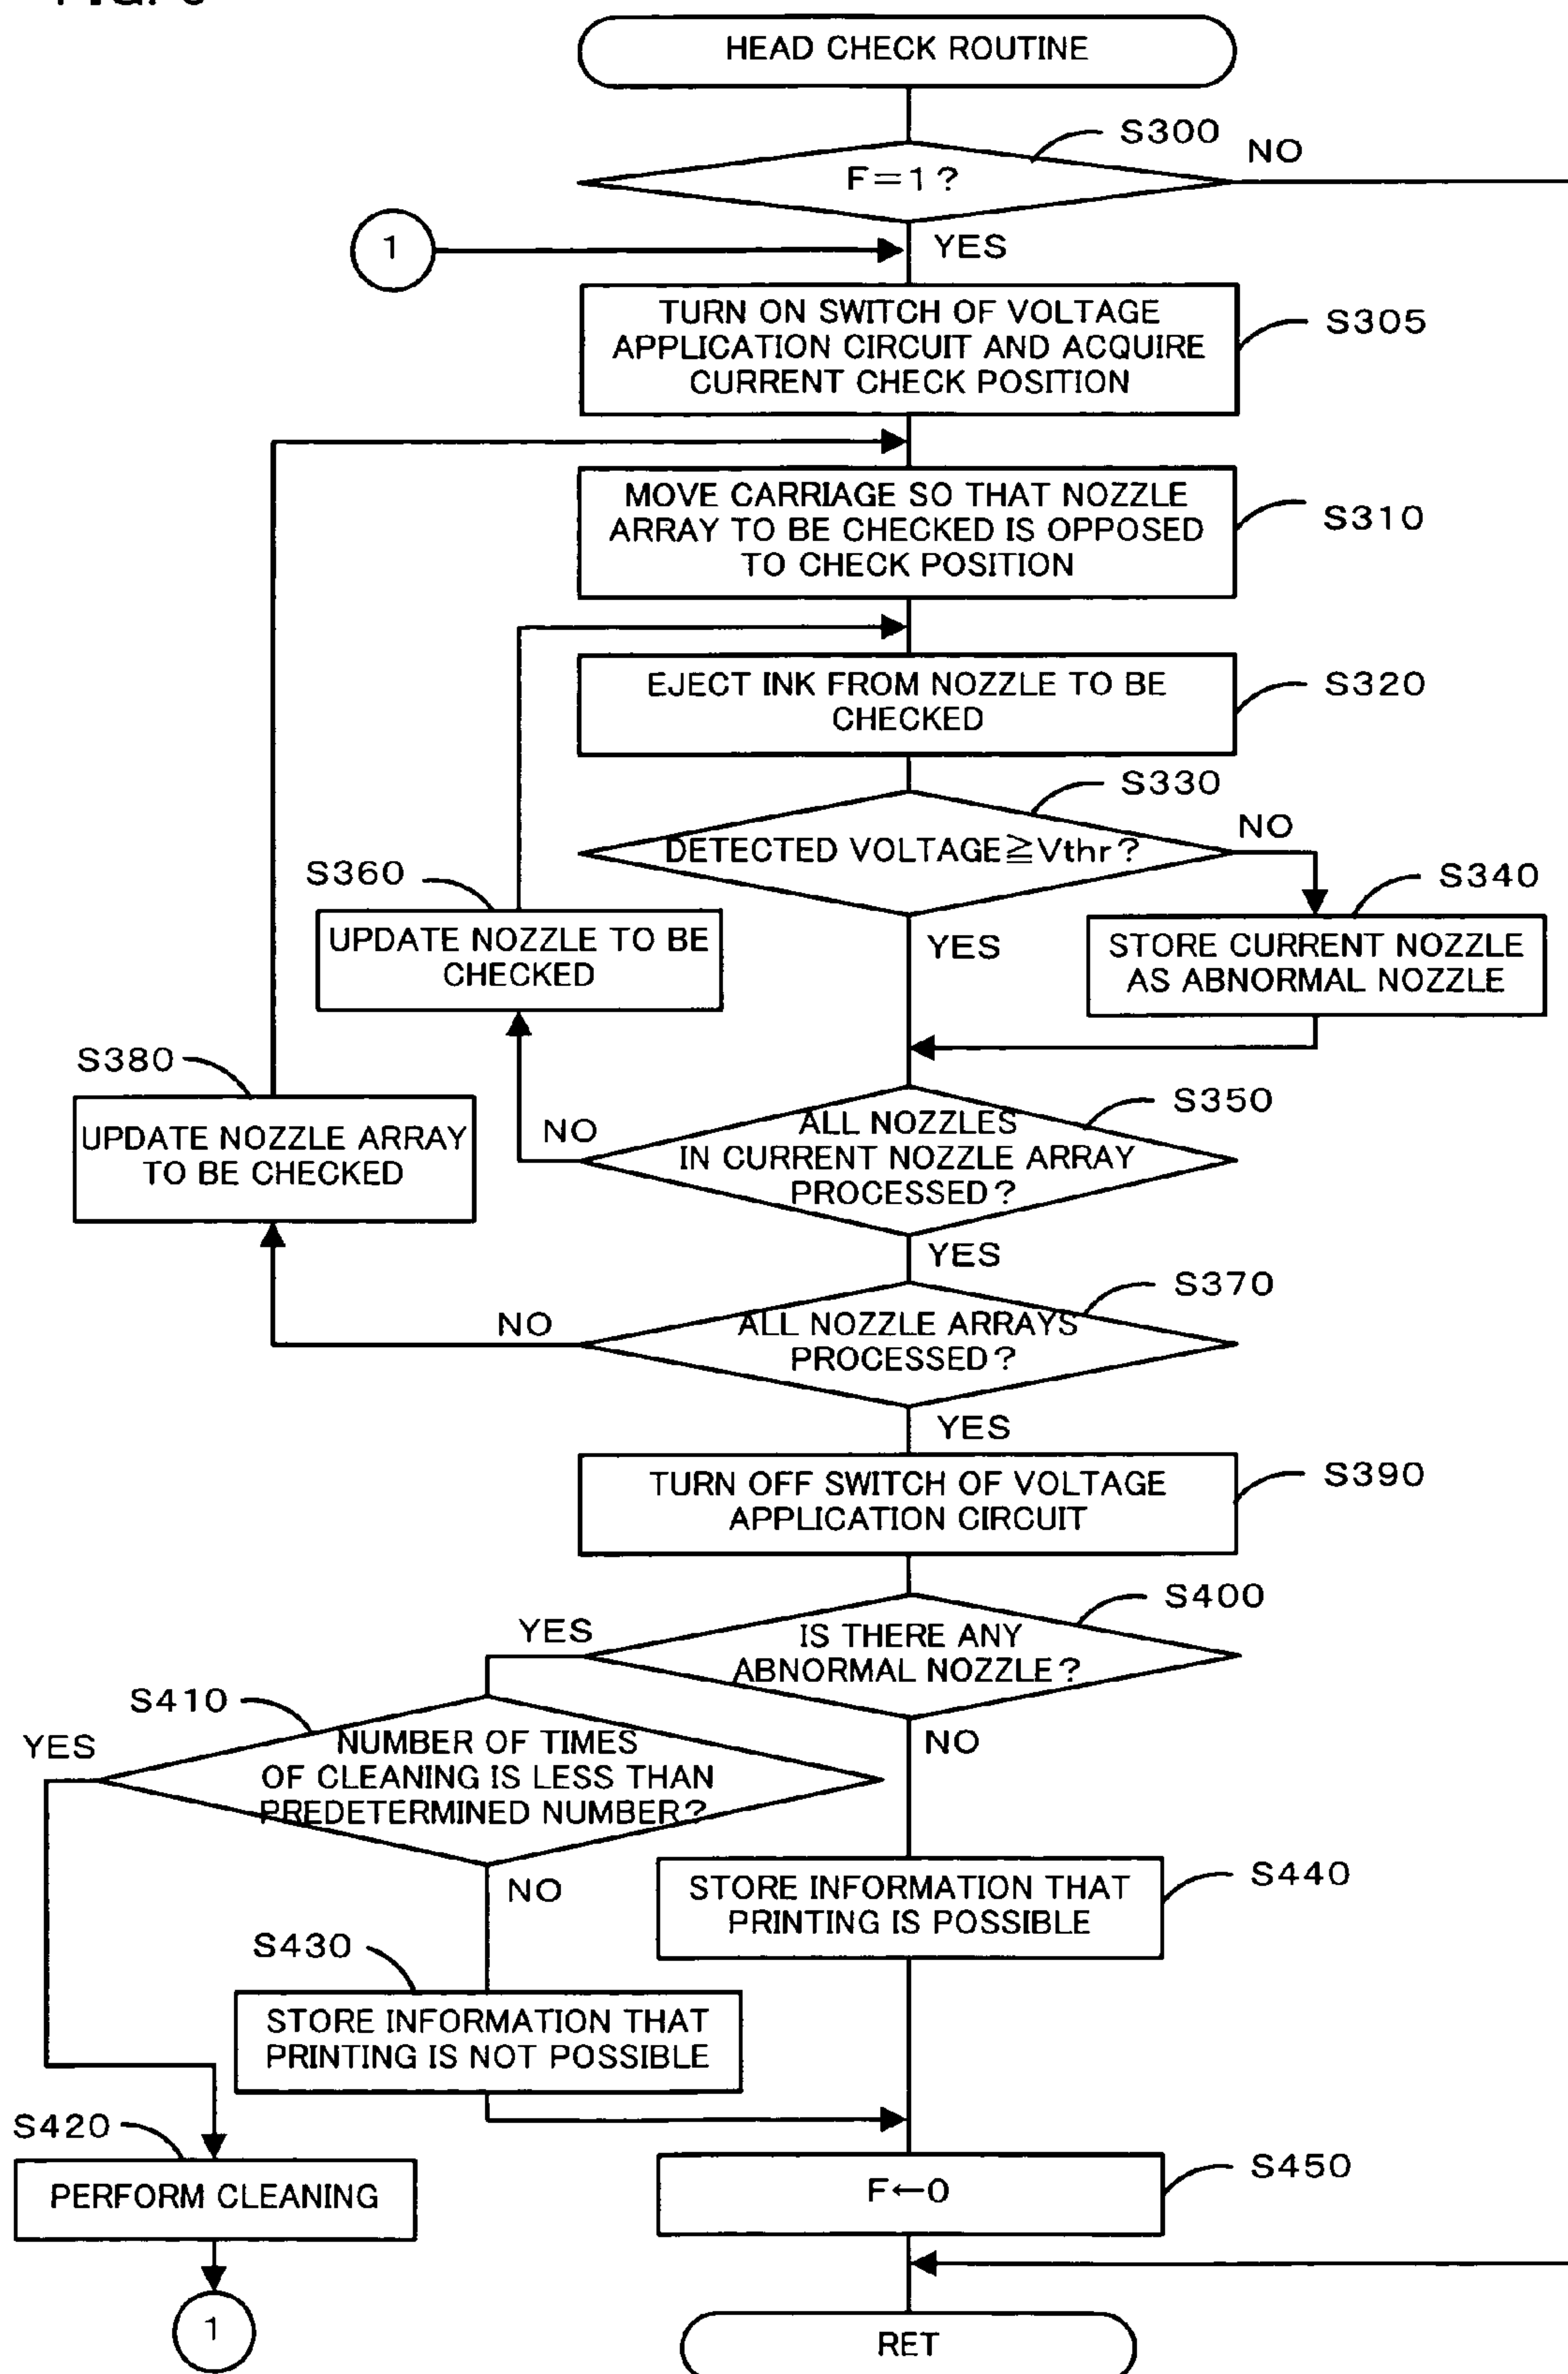 HEAD CHECK ROUTINE
S300
NO
F=1?
1
YES
TURN ON SWITCH OF VOLTAGE
APPLICATION CIRCUIT AND ACQUIRE
CURRENT CHECK POSITION
S305
MOVE CARRIAGE SO THAT NOZZLE
ARRAY TO BE CHECKED IS OPPOSED
TO CHECK POSITION
S310
EJECT INK FROM NOZZLE TO BE
CHECKED
S320
S330
DETECTED VOLTAGE≧Vthr?
NO
S360
UPDATE NOZZLE TO BE
CHECKED
YES
S340
STORE CURRENT NOZZLE
AS ABNORMAL NOZZLE
S380
UPDATE NOZZLE ARRAY
TO BE CHECKED
NO
S350
ALL NOZZLES
IN CURRENT NOZZLE ARRAY
PROCESSED?
YES
S370
NO
ALL NOZZLE ARRAYS
PROCESSED?
YES
TURN OFF SWITCH OF VOLTAGE
APPLICATION CIRCUIT
S390
S400
YES
IS THERE ANY
ABNORMAL NOZZLE?
S410
YES
NUMBER OF TIMES
OF CLEANING IS LESS THAN
PREDETERMINED NUMBER?
NO
NO
STORE INFORMATION THAT
PRINTING IS POSSIBLE
S440
S430
STORE INFORMATION THAT
PRINTING IS NOT POSSIBLE
S420
PERFORM CLEANING
F←0
S450
1
RET